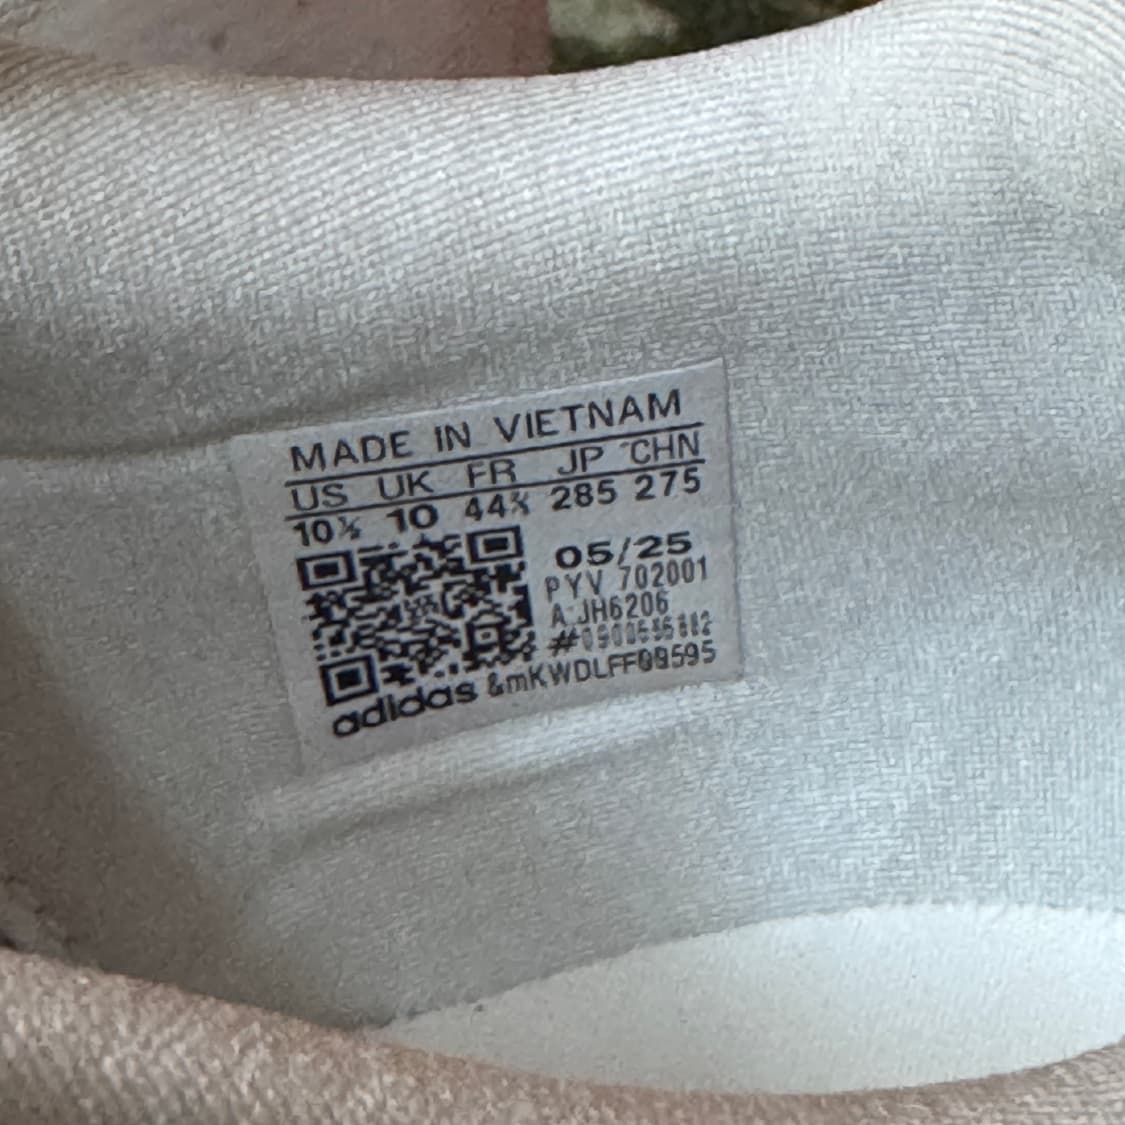 MADE IN VIETNAM
US UK FR JP CHN
10½ 10 44⅔ 285 275
05/25
PYV 702001
A:JH6206
adidas